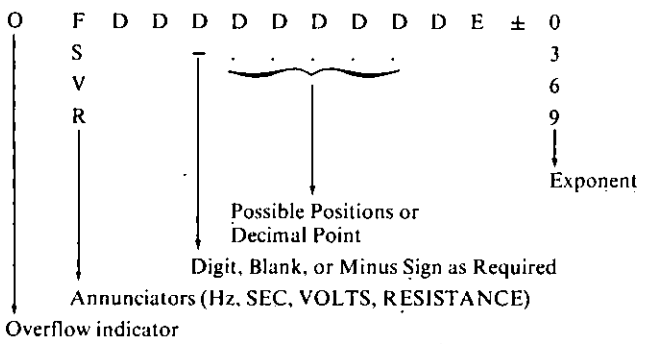 O F D D D D D D D D D E ± 0
S – . . . . . 3
V 6
R 9
Exponent
Possible Positions or
Decimal Point
Digit, Blank, or Minus Sign as Required
Annunciators (Hz, SEC, VOLTS, RESISTANCE)
Overflow indicator